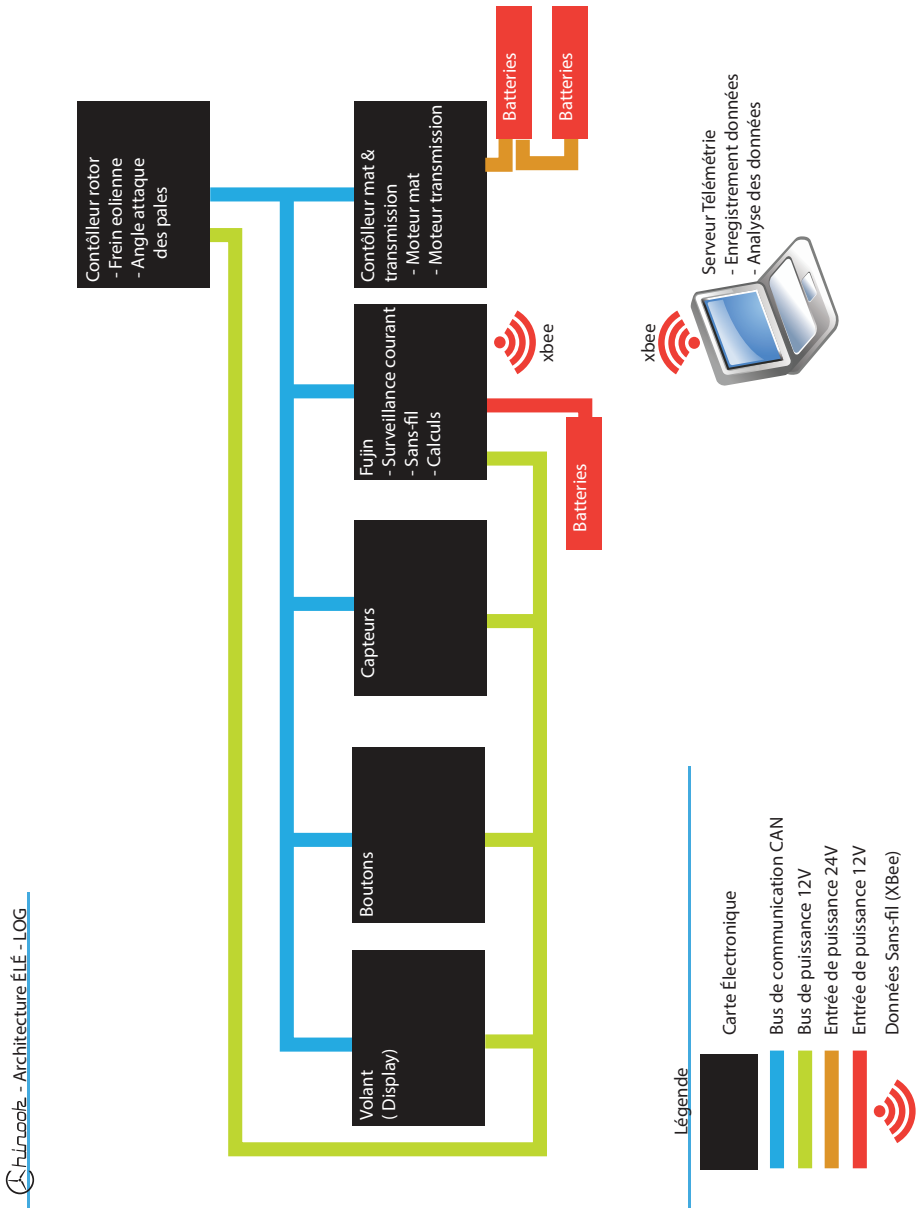 Chinook - Architecture ÉLÉ - LOG
Contôlleur rotor
- Frein eolienne
- Angle attaque
des pales
Volant
( Display)
Boutons
Capteurs
Fujin
- Surveillance courant
- Sans-fil
- Calculs
Contôlleur mat &
transmission
- Moteur mat
- Moteur transmission
Batteries
Batteries
Batteries
xbee
xbee
Serveur Télémétrie
- Enregistrement données
- Analyse des données
Légende
Carte Électronique
Bus de communication CAN
Bus de puissance 12V
Entrée de puissance 24V
Entrée de puissance 12V
Données Sans-fil (XBee)